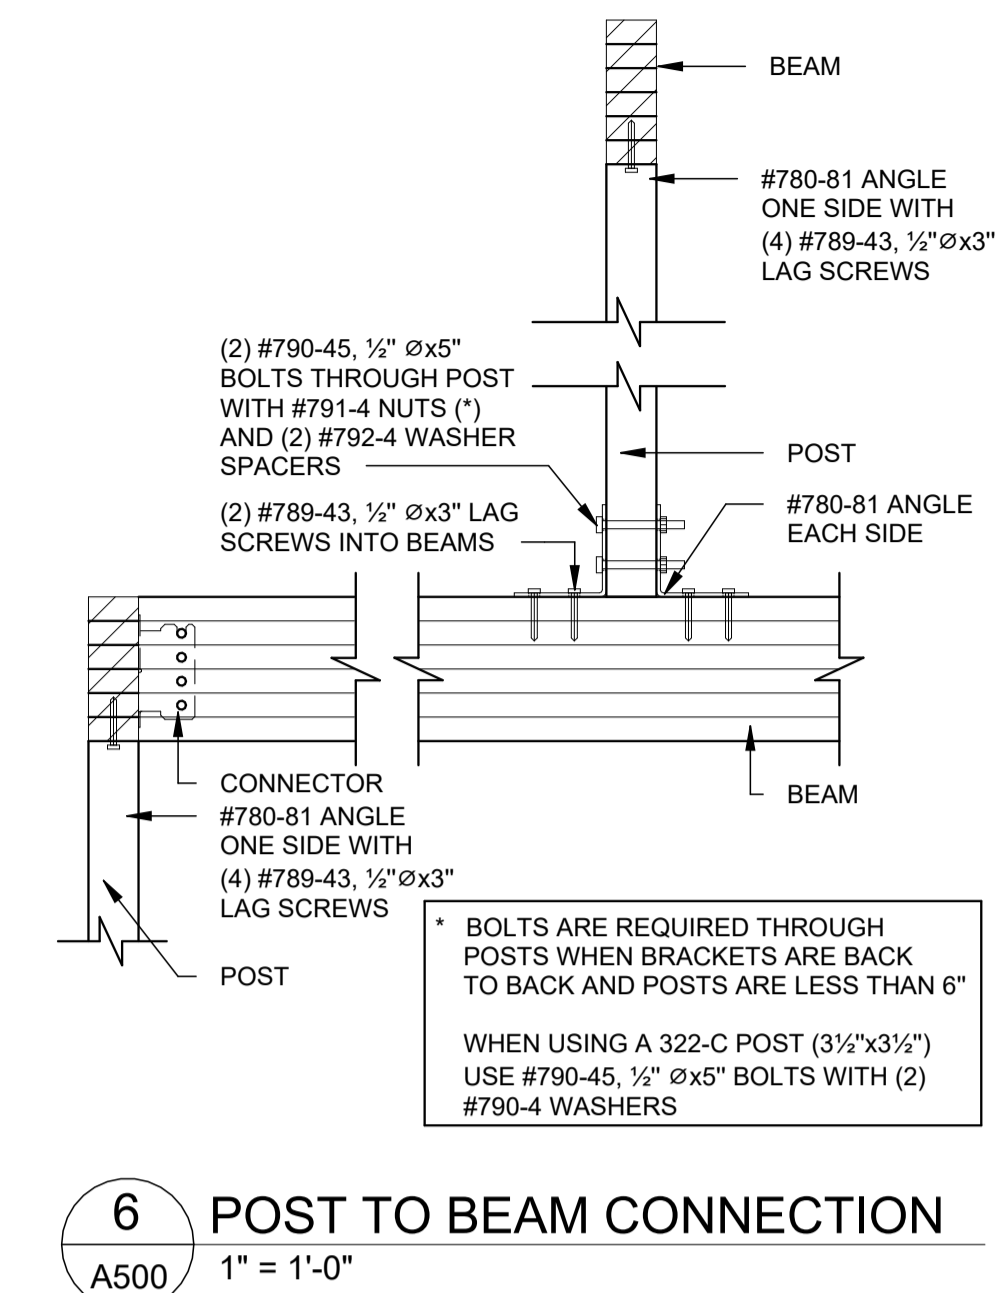 BEAM
#780-81 ANGLE
ONE SIDE WITH
(4) #789-43, ½"Øx3"
LAG SCREWS
(2) #790-45, ½" Øx5"
BOLTS THROUGH POST
WITH #791-4 NUTS (*)
AND (2) #792-4 WASHER
SPACERS
POST
#780-81 ANGLE
EACH SIDE
(2) #789-43, ½" Øx3" LAG
SCREWS INTO BEAMS
CONNECTOR
#780-81 ANGLE
ONE SIDE WITH
(4) #789-43, ½"Øx3"
LAG SCREWS
POST
BEAM
* BOLTS ARE REQUIRED THROUGH
POSTS WHEN BRACKETS ARE BACK
TO BACK AND POSTS ARE LESS THAN 6"
WHEN USING A 322-C POST (3½"x3½")
USE #790-45, ½" Øx5" BOLTS WITH (2)
#790-4 WASHERS
6
A500
POST TO BEAM CONNECTION
1" = 1'-0"